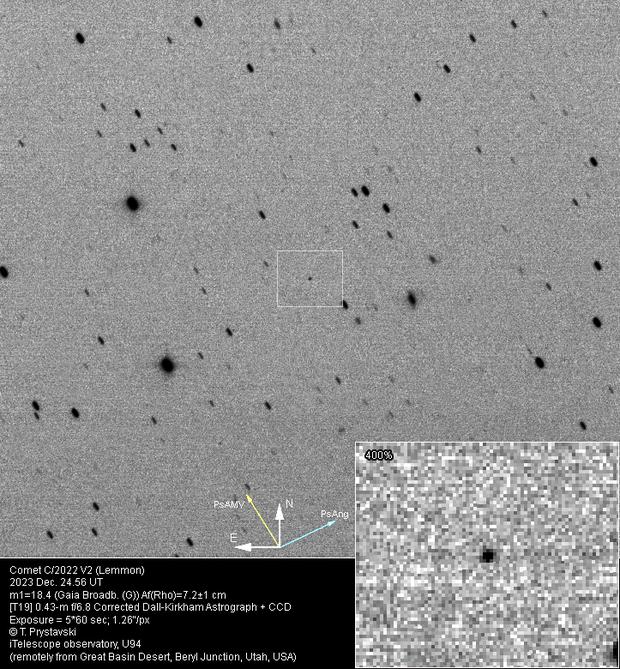 400%
PsAMV
N
PsAng
E
Comet C/2022 V2 (Lemmon)
2023 Dec. 24.56 UT
m1=18.4 (Gaia Broadb. (G)) Af(Rho)=7.2±1 cm
[T19] 0.43-m f/6.8 Corrected Dall-Kirkham Astrograph + CCD
Exposure = 5*60 sec; 1.26"/px
© T. Prystavski
iTelescope observatory, U94
(remotely from Great Basin Desert, Beryl Junction, Utah, USA)